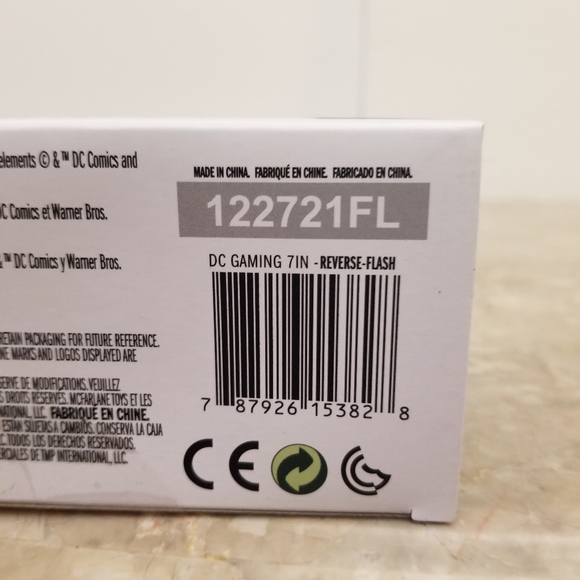 elements © & ™ DC Comics and
DC Comics et Warner Bros.
& ™ DC Comics y Warner Bros.
RETAIN PACKAGING FOR FUTURE REFERENCE.
MARKS AND LOGOS DISPLAYED ARE
DE MODIFICATIONS. VEUILLEZ
DROITS RÉSERVÉS. MCFARLANE TOYS ET LES
LLC. FABRIQUÉ EN CHINE.
ESTÁN SUJETAS A CAMBIOS. CONSERVA LA CAJA
TODOS LOS DERECHOS RESERVADOS.
DE TMP INTERNATIONAL, LLC.
MADE IN CHINA. FABRIQUÉ EN CHINE. FABRICADO EN CHINA.
122721FL
DC GAMING 7IN - REVERSE-FLASH
7 87926 15382 8
CE